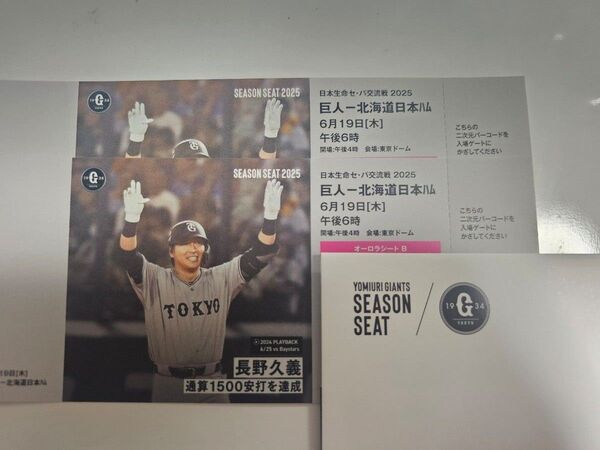 19 G 34
TOKYO
SEASON SEAT 2025
日本生命セ・パ交流戦 2025
巨人ー北海道日本ハム
6月19日[木]
午後6時
開場:午後4時 会場:東京ドーム
こちらの
二次元バーコードを
入場ゲートに
かざしてください
19 G 34
TOKYO
SEASON SEAT 2025
TOKYO
2024 PLAYBACK
4/25 vs Baystars
長野久義
通算1500安打を達成
日本生命セ・パ交流戦 2025
巨人ー北海道日本ハム
6月19日[木]
午後6時
開場:午後4時 会場:東京ドーム
オーロラシート B
こちらの
二次元バーコードを
入場ゲートに
かざしてください
19日[木]
ー北海道日本ハム
YOMIURI GIANTS
SEASON
SEAT
19 G 34
TOKYO